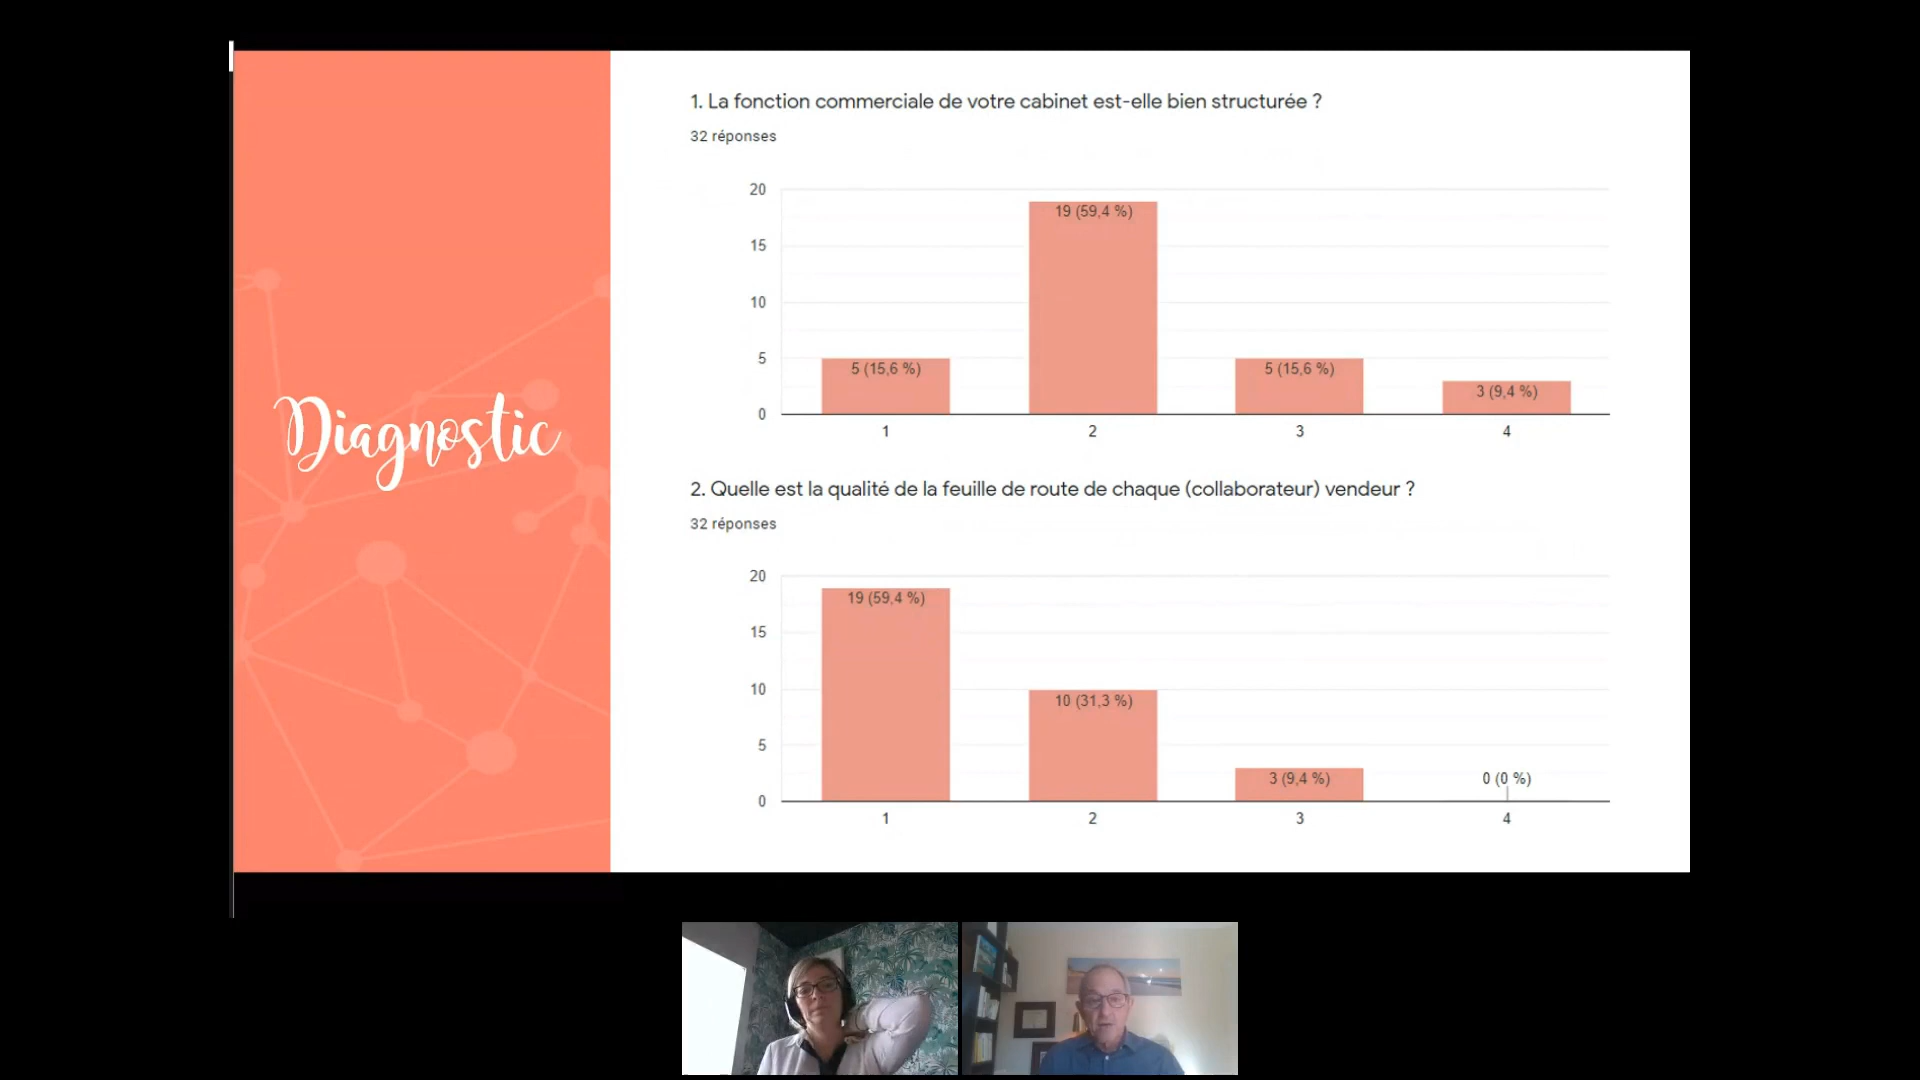 Diagnostic
1. La fonction commerciale de votre cabinet est-elle bien structurée ?
32 réponses
20
15
10
5
0
19 (59,4 %)
5 (15,6 %)
5 (15,6 %)
3 (9,4 %)
1
2
3
4
2. Quelle est la qualité de la feuille de route de chaque (collaborateur) vendeur ?
32 réponses
20
15
10
5
0
19 (59,4 %)
10 (31,3 %)
3 (9,4 %)
0 (0 %)
1
2
3
4